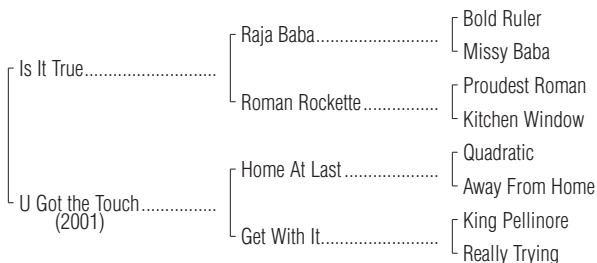 Bold Ruler
Raja Baba..............................
Missy Baba
Is It True.................................
Proudest Roman
Roman Rockette...................
Kitchen Window
Quadratic
Home At Last.......................
Away From Home
U Got the Touch...................
(2001)
King Pellinore
Get With It.............................
Really Trying